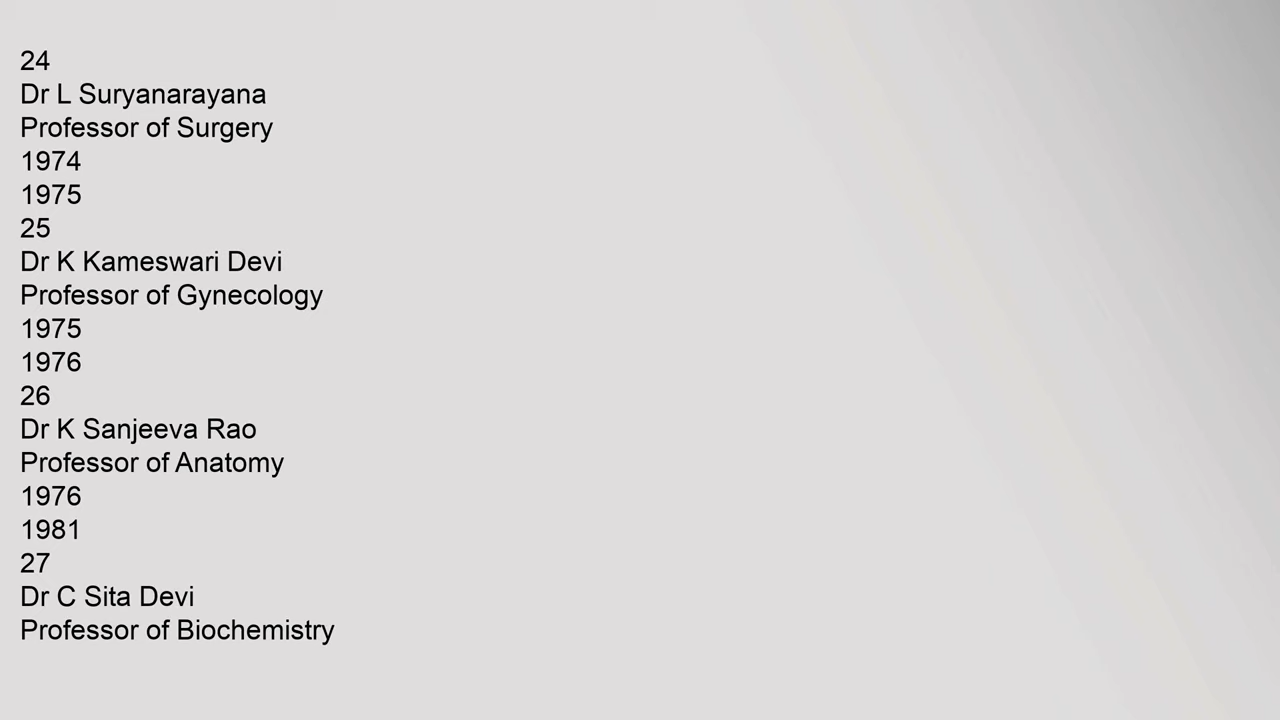 24
Dr L Suryanarayana
Professor of Surgery
1974
1975
25
Dr K Kameswari Devi
Professor of Gynecology
1975
1976
26
Dr K Sanjeeva Rao
Professor of Anatomy
1976
1981
27
Dr C Sita Devi
Professor of Biochemistry